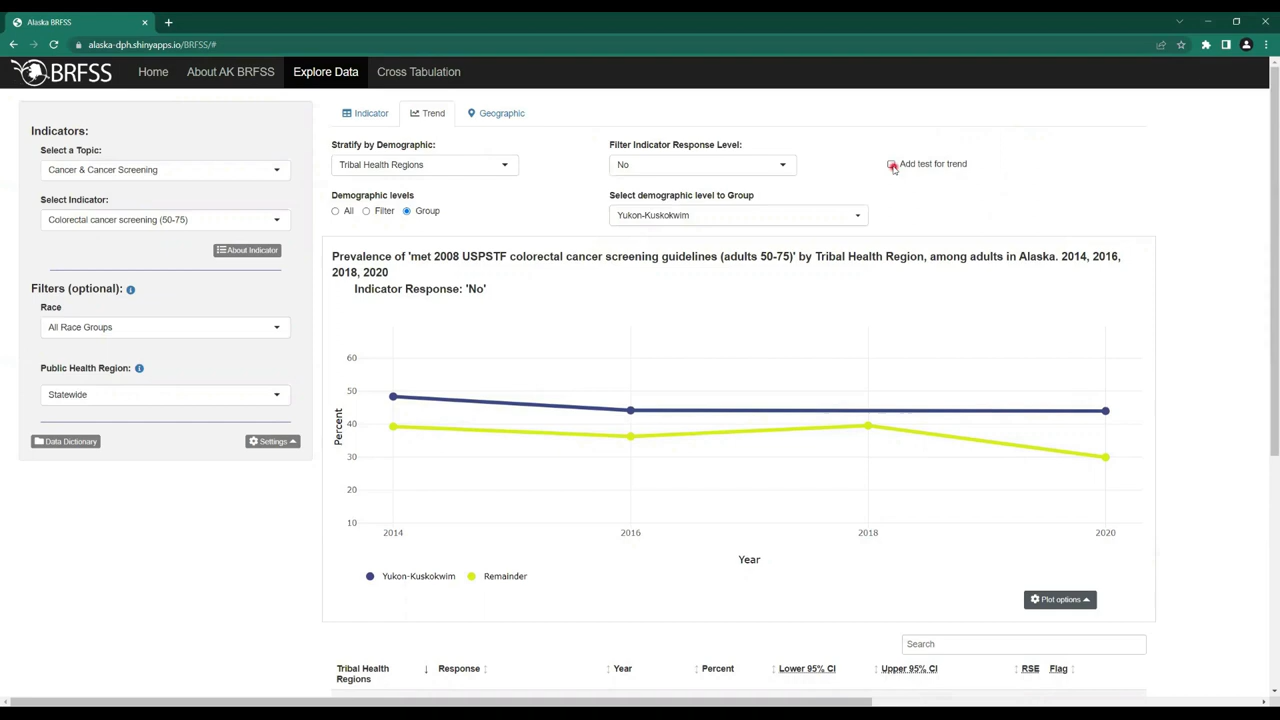 Alaska BRFSS
alaska-dph.shinyapps.io/BRFSS/#
BRFSS Home About AK BRFSS Explore Data Cross Tabulation
Indicators:
Select a Topic:
Cancer & Cancer Screening
Select Indicator:
Colorectal cancer screening (50-75)
About Indicator
Filters (optional):
Race
All Race Groups
Public Health Region:
Statewide
Data Dictionary Settings
Indicator Trend Geographic
Stratify by Demographic: Filter Indicator Response Level:
Tribal Health Regions No Add test for trend
Demographic levels Select demographic level to Group
All Filter Group Yukon-Kuskokwim
Prevalence of 'met 2008 USPSTF colorectal cancer screening guidelines (adults 50-75)' by Tribal Health Region, among adults in Alaska. 2014, 2016,
2018, 2020
Indicator Response: 'No'
60
50
40
30
20
10
Percent
2014 2016 2018 2020
Year
Yukon-Kuskokwim Remainder
Plot options
Search
Tribal Health Response Year Percent Lower 95% CI Upper 95% CI RSE Flag
Regions